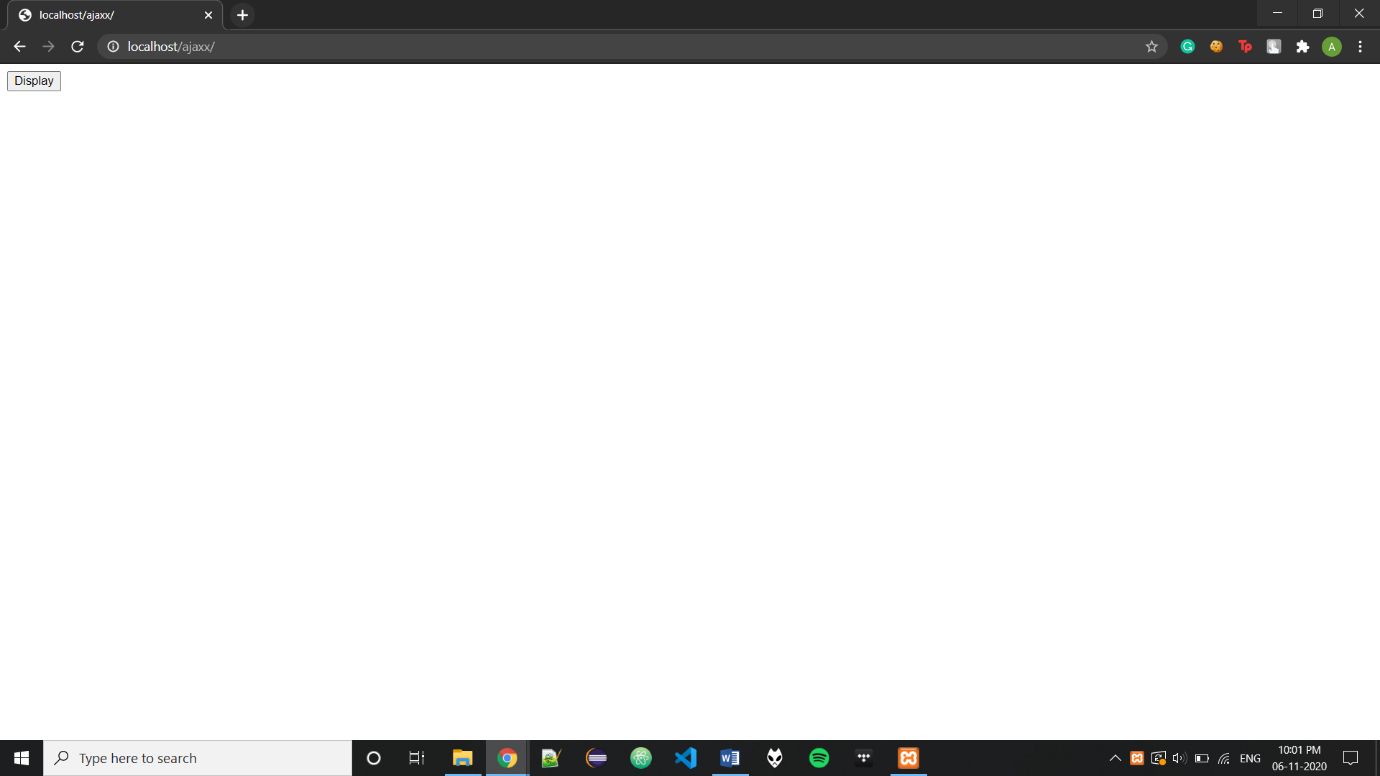 localhost/ajaxx/
localhost/ajaxx/
A
Display
Type here to search
ENG
10:01 PM
06-11-2020